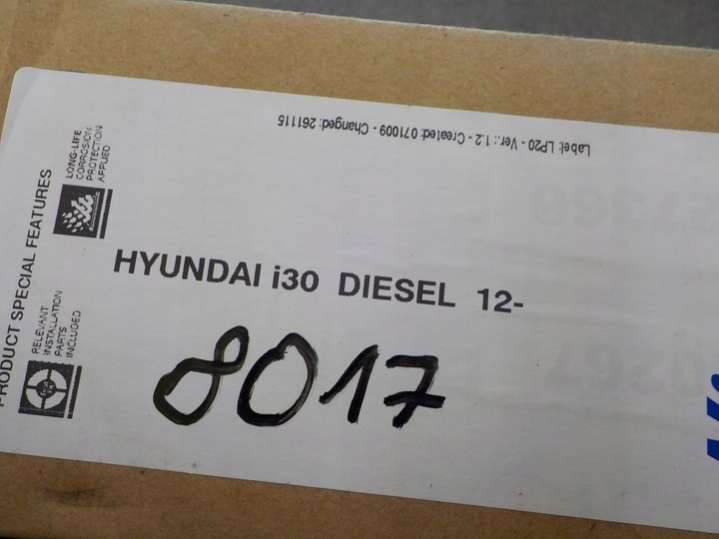 Label: LP20 - Ver.: 1.2 - Created: 071009 - Changed: 261115
PRODUCT SPECIAL FEATURES
LONG-LIFE
CORROSION
PROTECTION
APPLIED
RELEVANT
INSTALLATION
PARTS
INCLUDED
HYUNDAI i30 DIESEL 12-
8017